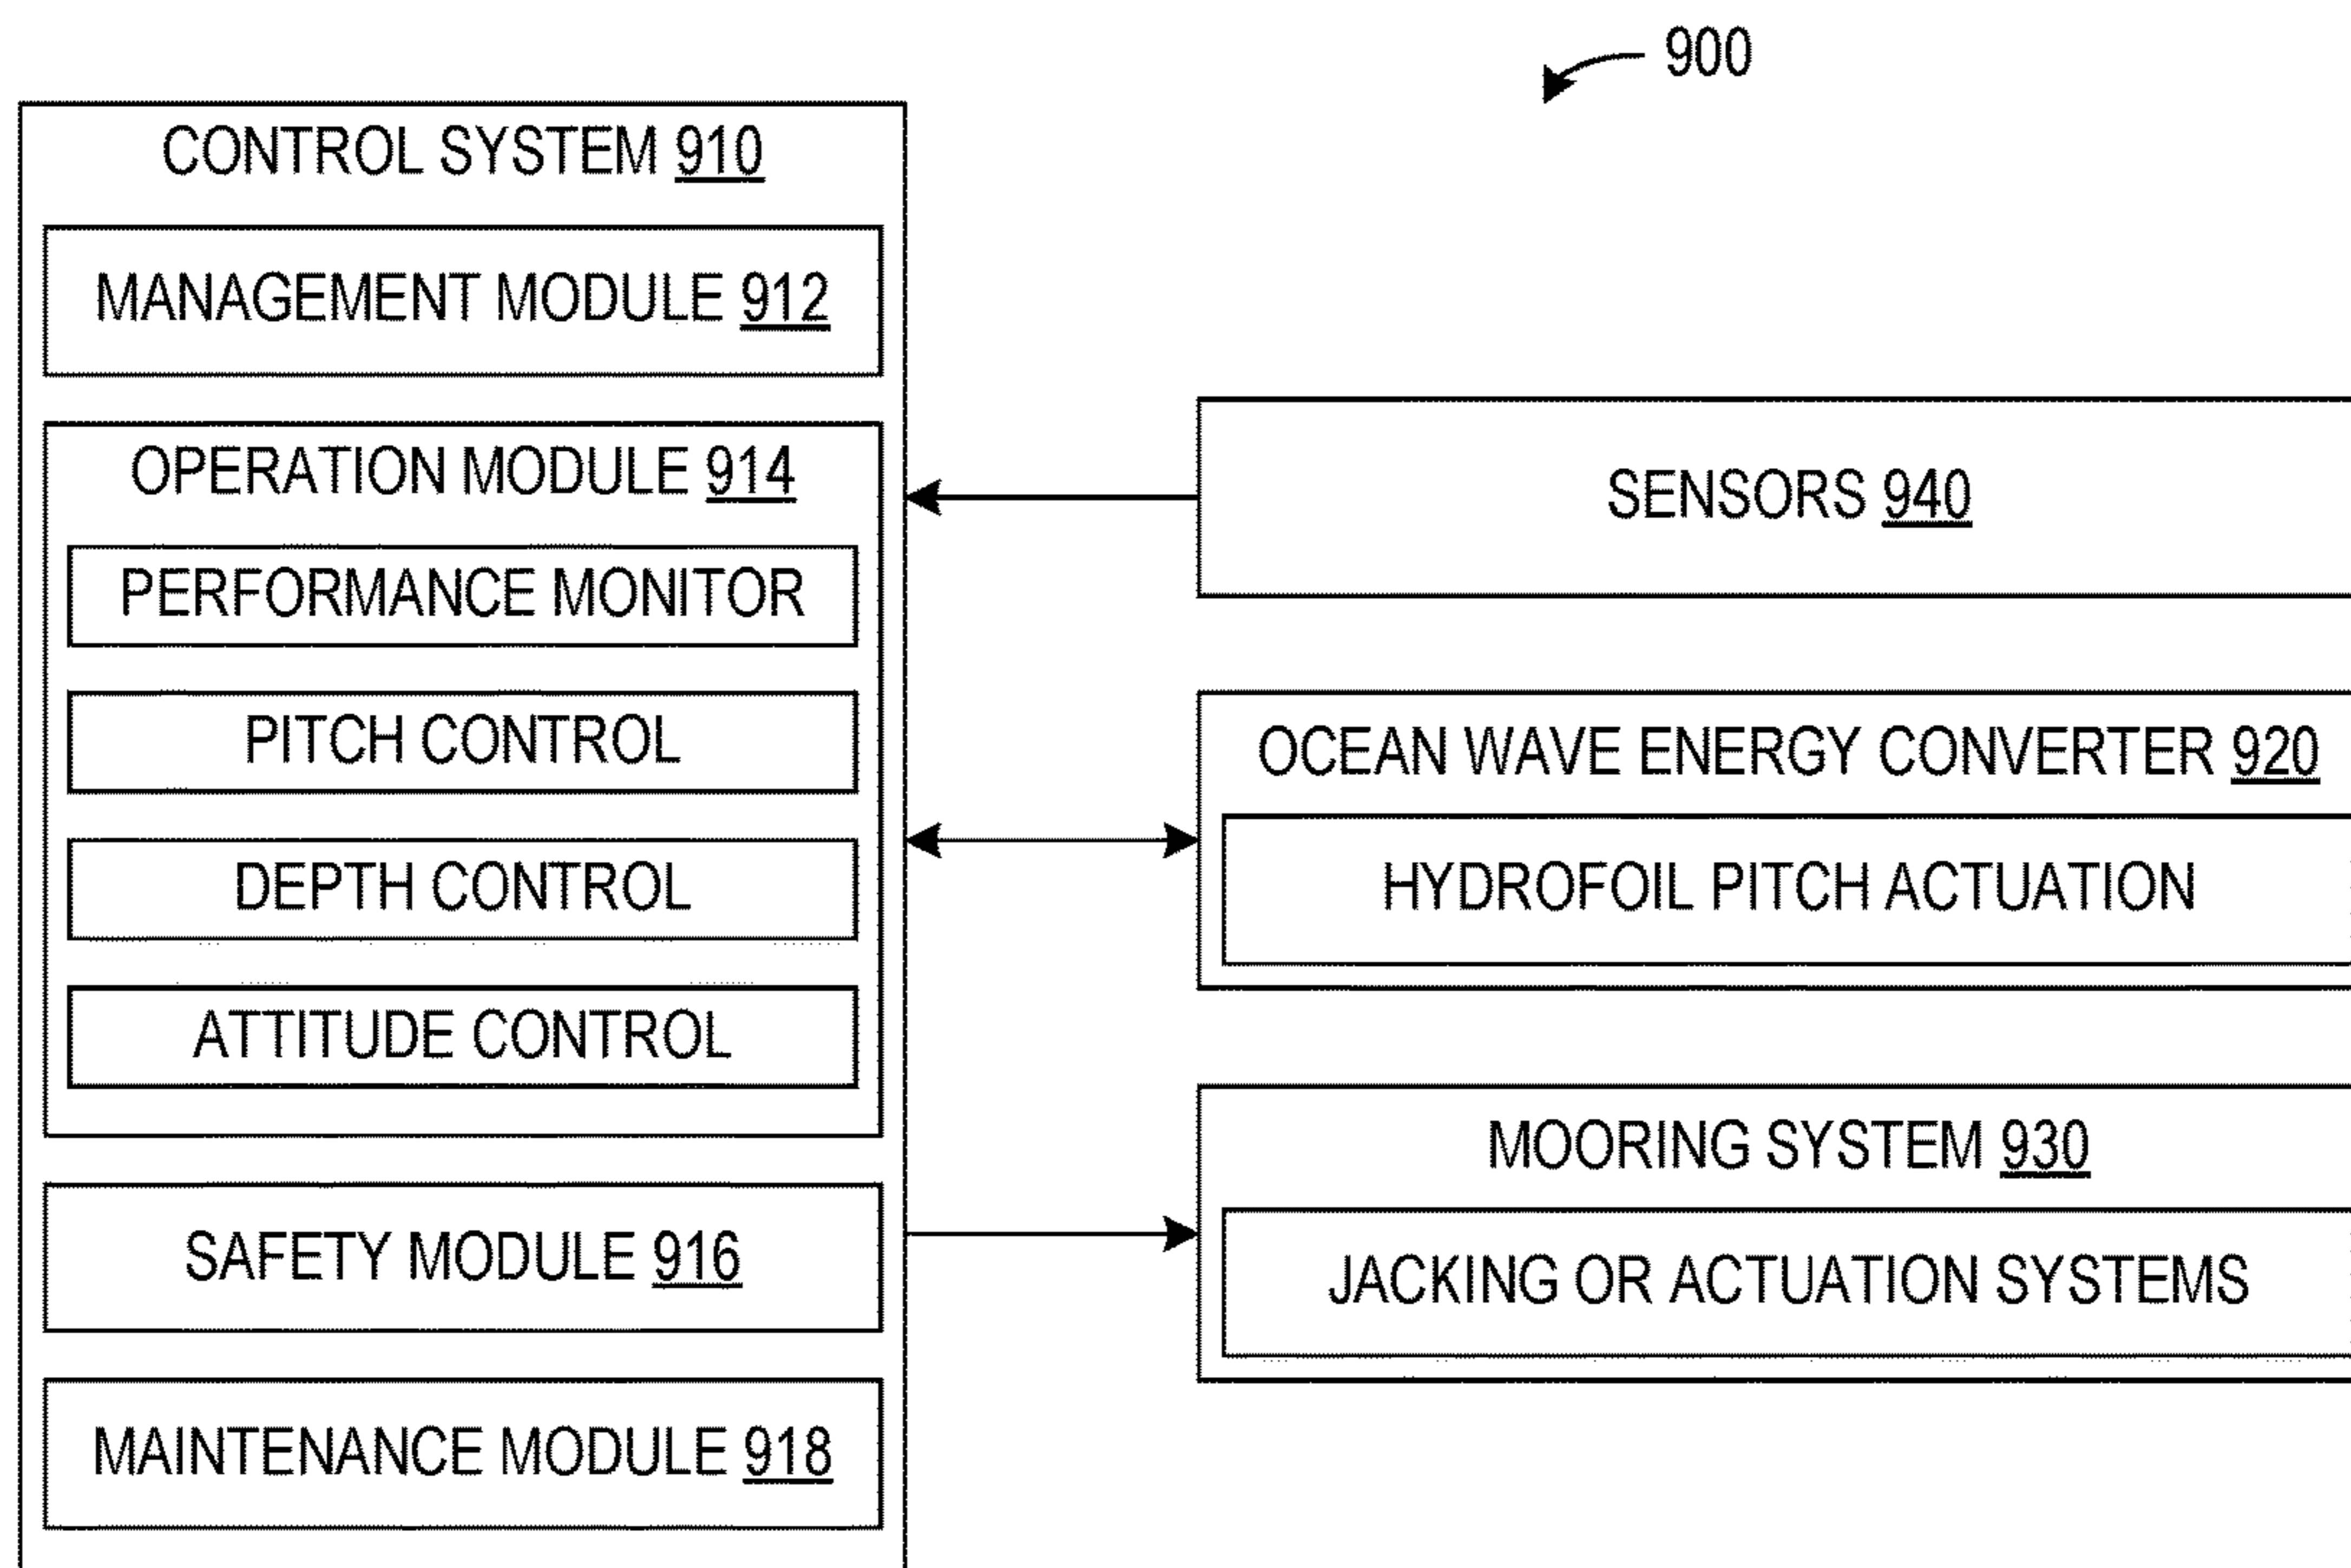 900
CONTROL SYSTEM 910
MANAGEMENT MODULE 912
OPERATION MODULE 914
PERFORMANCE MONITOR
PITCH CONTROL
DEPTH CONTROL
ATTITUDE CONTROL
SAFETY MODULE 916
MAINTENANCE MODULE 918
SENSORS 940
OCEAN WAVE ENERGY CONVERTER 920
HYDROFOIL PITCH ACTUATION
MOORING SYSTEM 930
JACKING OR ACTUATION SYSTEMS